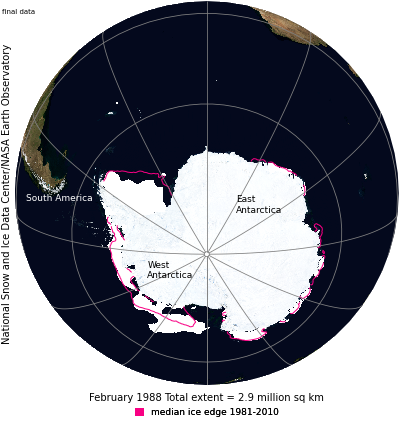 final data
National Snow and Ice Data Center/NASA Earth Observatory
South America
East
Antarctica
West
Antarctica
February 1988 Total extent = 2.9 million sq km
median ice edge 1981-2010